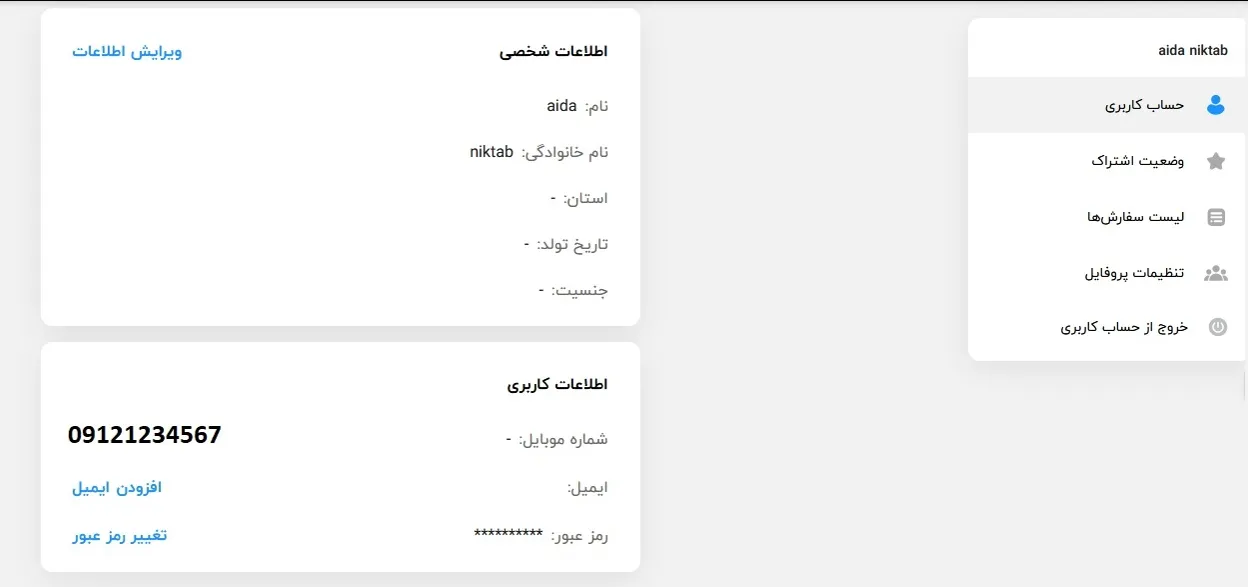 aida niktab
حساب کاربری
وضعیت اشتراک
لیست سفارش‌ها
تنظیمات پروفایل
خروج از حساب کاربری
اطلاعات شخصی ویرایش اطلاعات
نام: aida
نام خانوادگی: niktab
استان: -
تاریخ تولد: -
جنسیت: -
اطلاعات کاربری
شماره موبایل: - 09121234567
ایمیل: افزودن ایمیل
رمز عبور: ********** تغییر رمز عبور